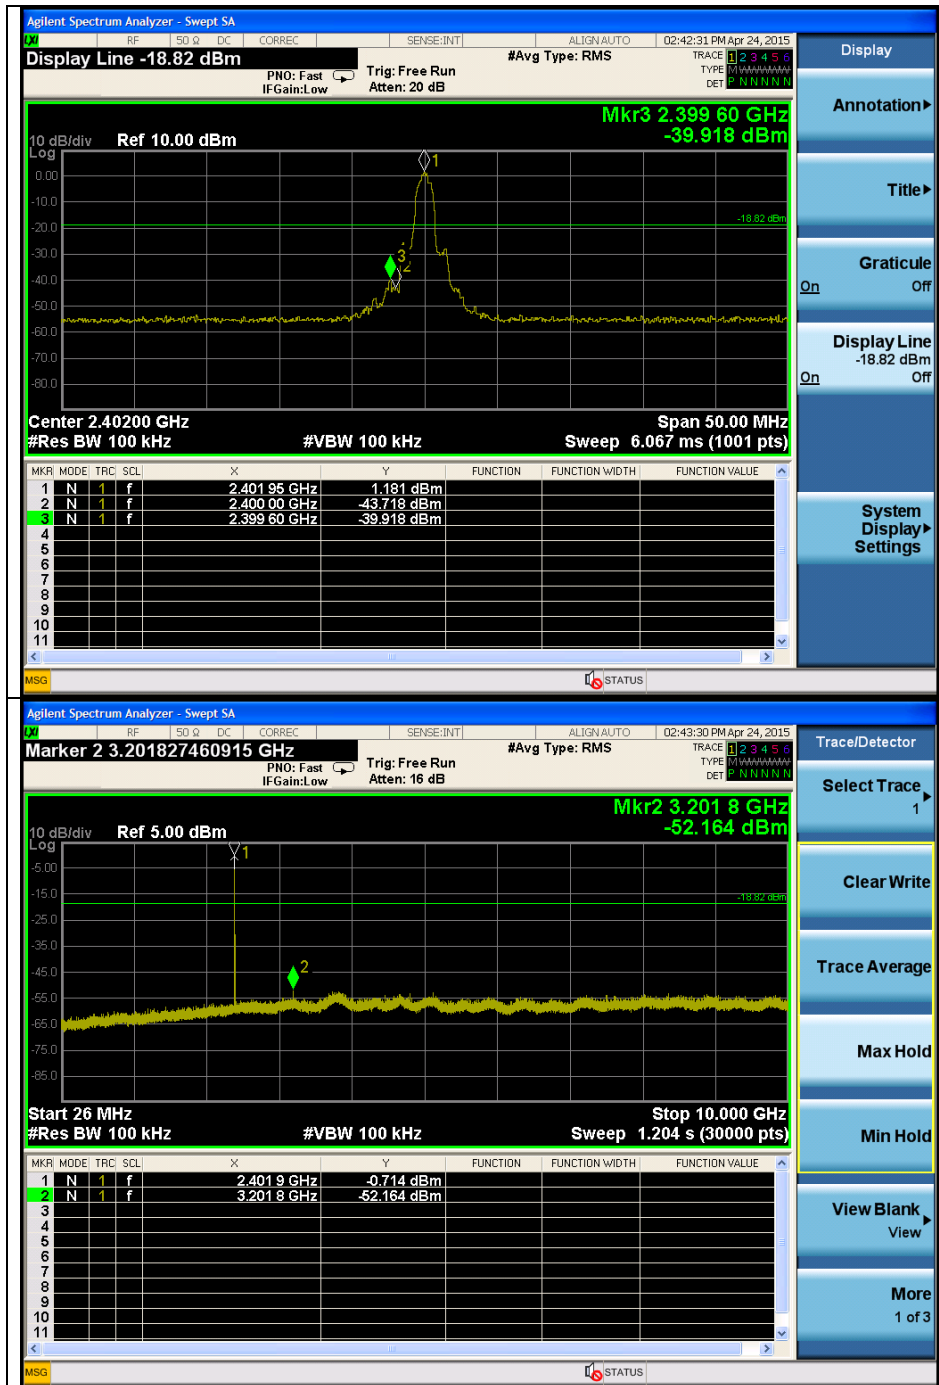 Agilent Spectrum Analyzer - Swept SA
LXI RF 50 Ω DC CORREC SENSE:INT ALIGN AUTO 02:42:31 PM Apr 24, 2015
Display Line -18.82 dBm
#Avg Type: RMS
TRACE 1 2 3 4 5 6
TYPE M
DET P N N N N N
PNO: Fast
IFGain:Low
Trig: Free Run
Atten: 20 dB
Mkr3 2.399 60 GHz
-39.918 dBm
10 dB/div Ref 10.00 dBm
Log
0.00
-10.0
-20.0
-30.0
-40.0
-50.0
-60.0
-70.0
-80.0
1
-18.82 dBm
3
2
Center 2.40200 GHz Span 50.00 MHz
#Res BW 100 kHz #VBW 100 kHz Sweep 6.067 ms (1001 pts)
MKR MODE TRC SCL X Y FUNCTION FUNCTION WIDTH FUNCTION VALUE
1 N 1 f 2.401 95 GHz 1.181 dBm
2 N 1 f 2.400 00 GHz -43.718 dBm
3 N 1 f 2.399 60 GHz -39.918 dBm
4
5
6
7
8
9
10
11
MSG STATUS
Display
Annotation
Title
Graticule
On Off
Display Line
-18.82 dBm
On Off
System
Display
Settings
Agilent Spectrum Analyzer - Swept SA
LXI RF 50 Ω DC CORREC SENSE:INT ALIGN AUTO 02:43:30 PM Apr 24, 2015
Marker 2 3.201827460915 GHz
#Avg Type: RMS
TRACE 1 2 3 4 5 6
TYPE M
DET P N N N N N
PNO: Fast
IFGain:Low
Trig: Free Run
Atten: 16 dB
Mkr2 3.201 8 GHz
-52.164 dBm
10 dB/div Ref 5.00 dBm
Log
-5.00
-15.0
-25.0
-35.0
-45.0
-55.0
-65.0
-75.0
-85.0
1
-18.82 dBm
2
Start 26 MHz Stop 10.000 GHz
#Res BW 100 kHz #VBW 100 kHz Sweep 1.204 s (30000 pts)
MKR MODE TRC SCL X Y FUNCTION FUNCTION WIDTH FUNCTION VALUE
1 N 1 f 2.401 9 GHz -0.714 dBm
2 N 1 f 3.201 8 GHz -52.164 dBm
3
4
5
6
7
8
9
10
11
MSG STATUS
Trace/Detector
Select Trace
1
Clear Write
Trace Average
Max Hold
Min Hold
View Blank
View
More
1 of 3